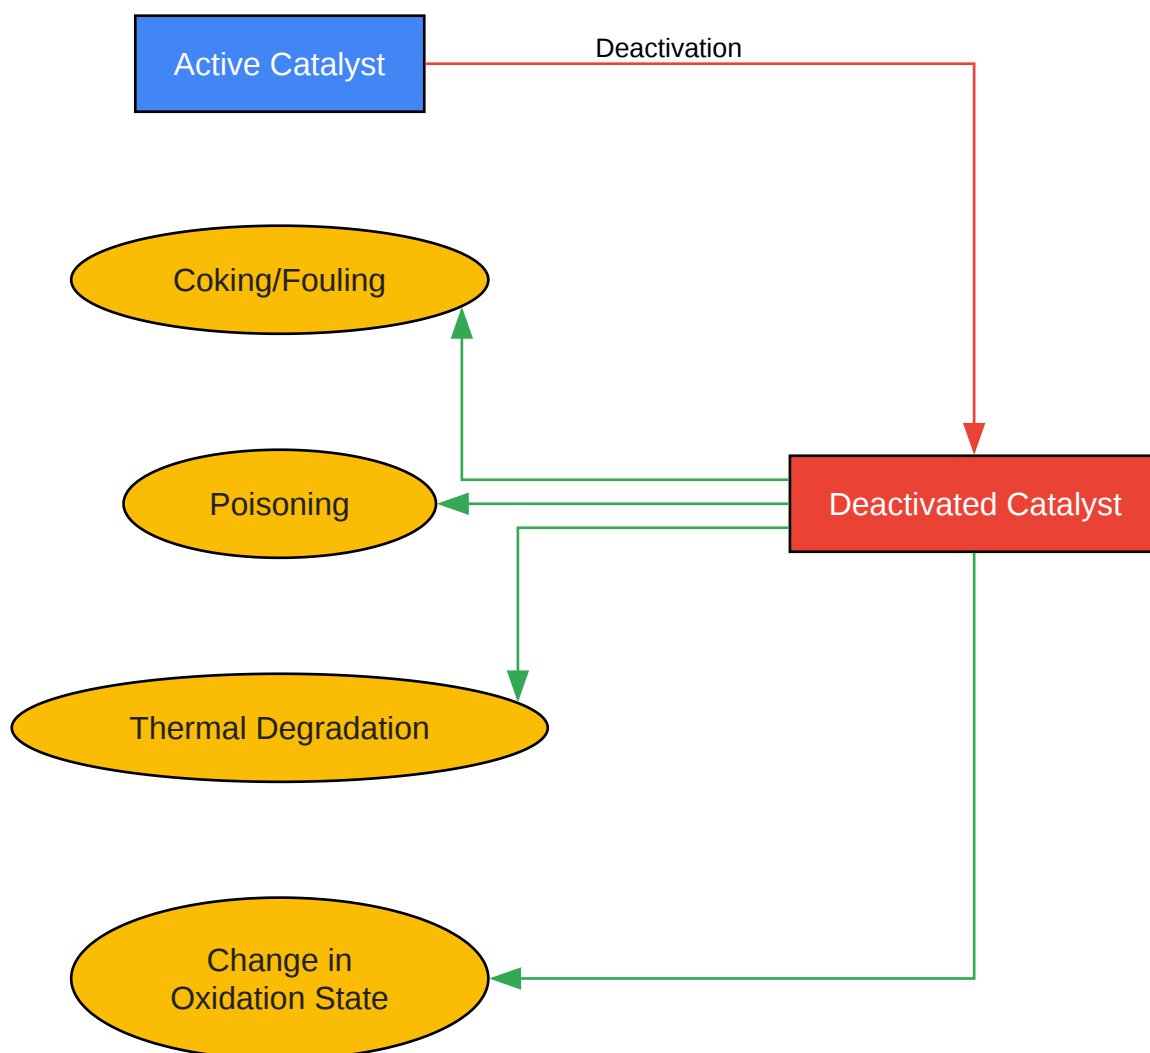 Active Catalyst
Deactivation
Coking/Fouling
Poisoning
Deactivated Catalyst
Thermal Degradation
Change in
Oxidation State